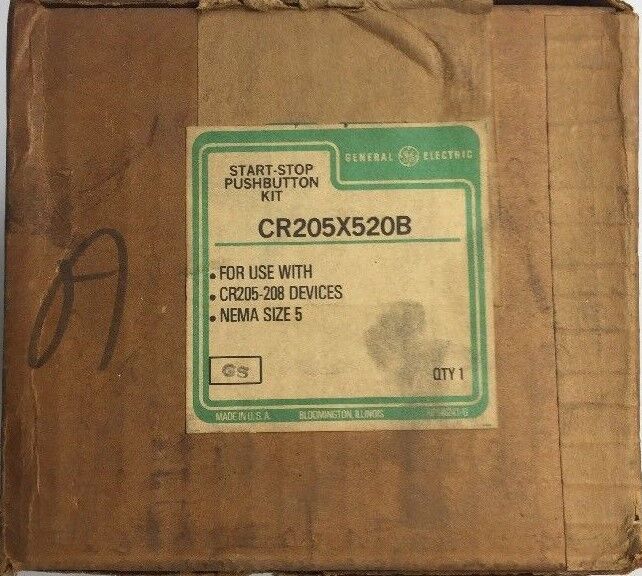 GENERAL GE ELECTRIC
START-STOP
PUSHBUTTON
KIT
CR205X520B
• FOR USE WITH
• CR205-208 DEVICES
• NEMA SIZE 5
GS
QTY 1
MADE IN U.S.A. BLOOMINGTON, ILLINOIS
A